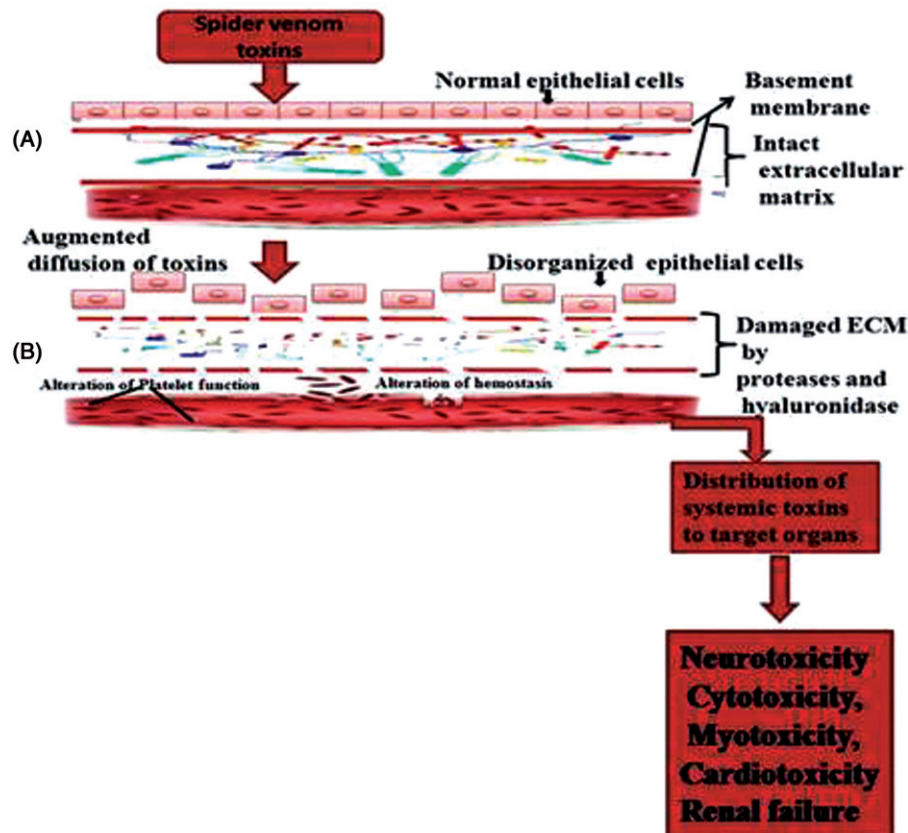 Spider venom
toxins
Normal epithelial cells
Basement
membrane
(A)
Intact
extracellular
matrix
Augmented
diffusion of toxins
Disorganized epithelial cells
(B)
Damaged ECM
by
proteases and
hyaluronidase
Alteration of Platelet function
Alteration of hemostasis
Distribution of
systemic toxins
to target organs
Neurotoxicity
Cytotoxicity,
Myotoxicity,
Cardiotoxicity
Renal failure